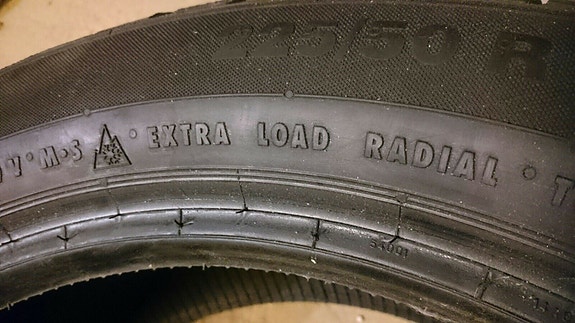 225/50 R
M·S EXTRA LOAD RADIAL · T